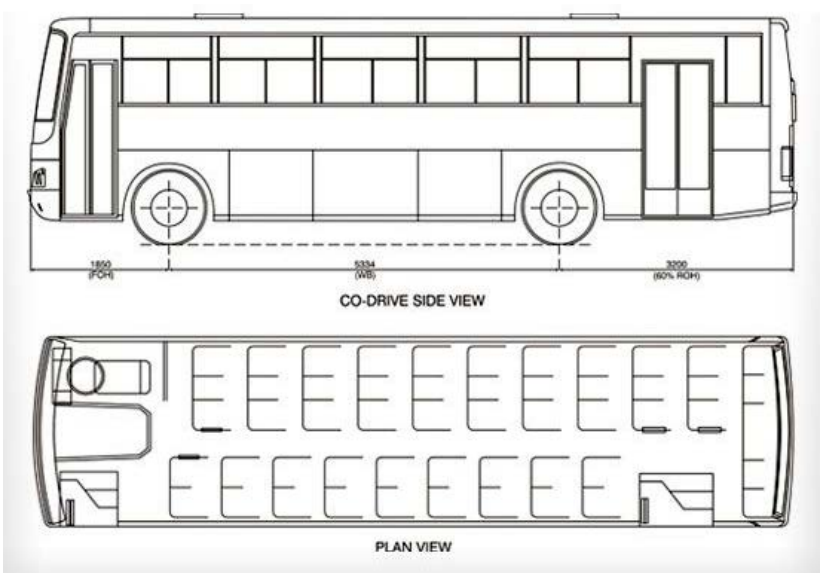 1850 5334 3200
(FOH) (WB) (60% ROH)
CO-DRIVE SIDE VIEW
PLAN VIEW